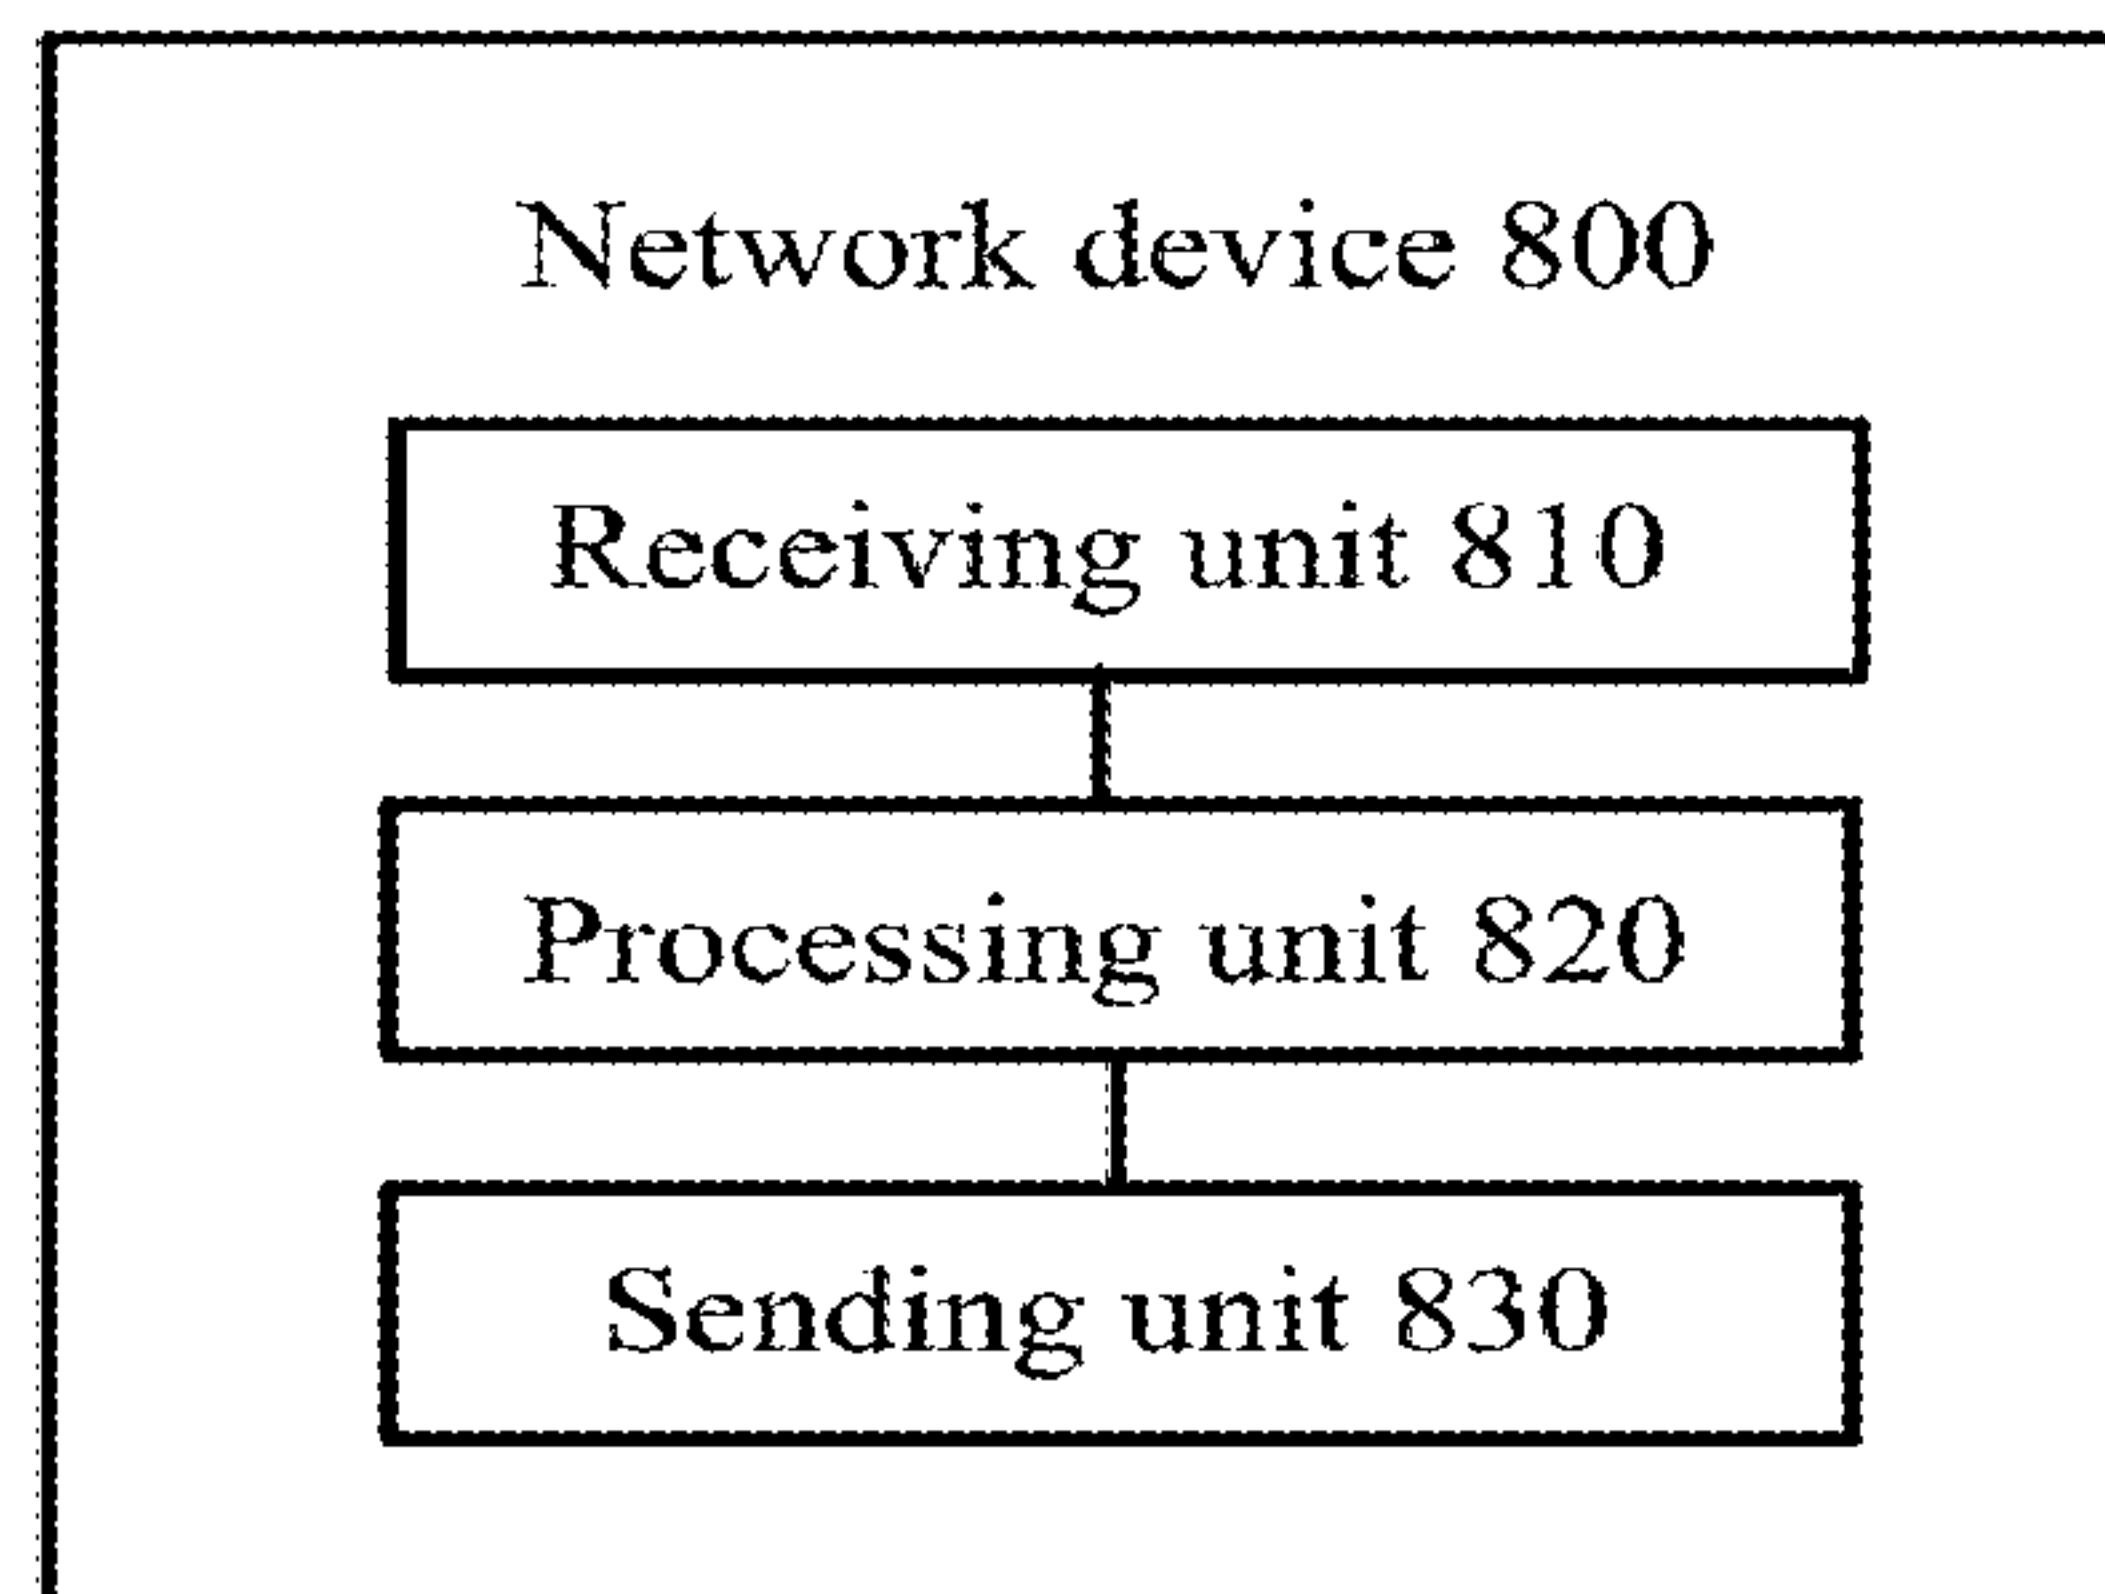 Network device 800
Receiving unit 810
Processing unit 820
Sending unit 830